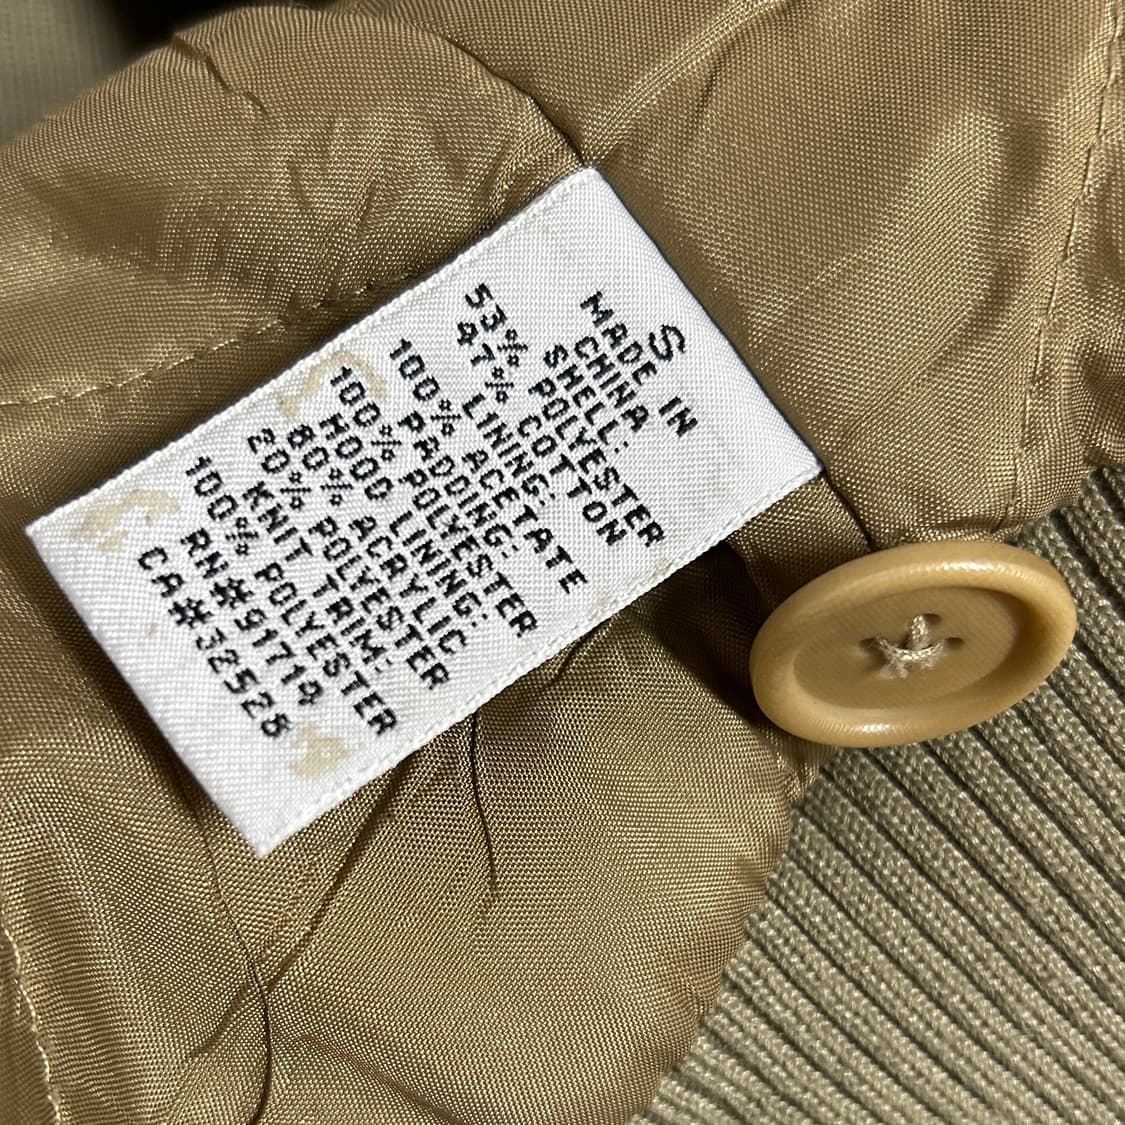 S
MADE IN
CHINA
SHELL:
53% POLYESTER
47% COTTON
LINING:
100% ACETATE
PADDING:
100% POLYESTER
HOOD LINING:
80% ACRYLIC
20% POLYESTER
KNIT TRIM:
100% POLYESTER
RN#91714
CA#32528